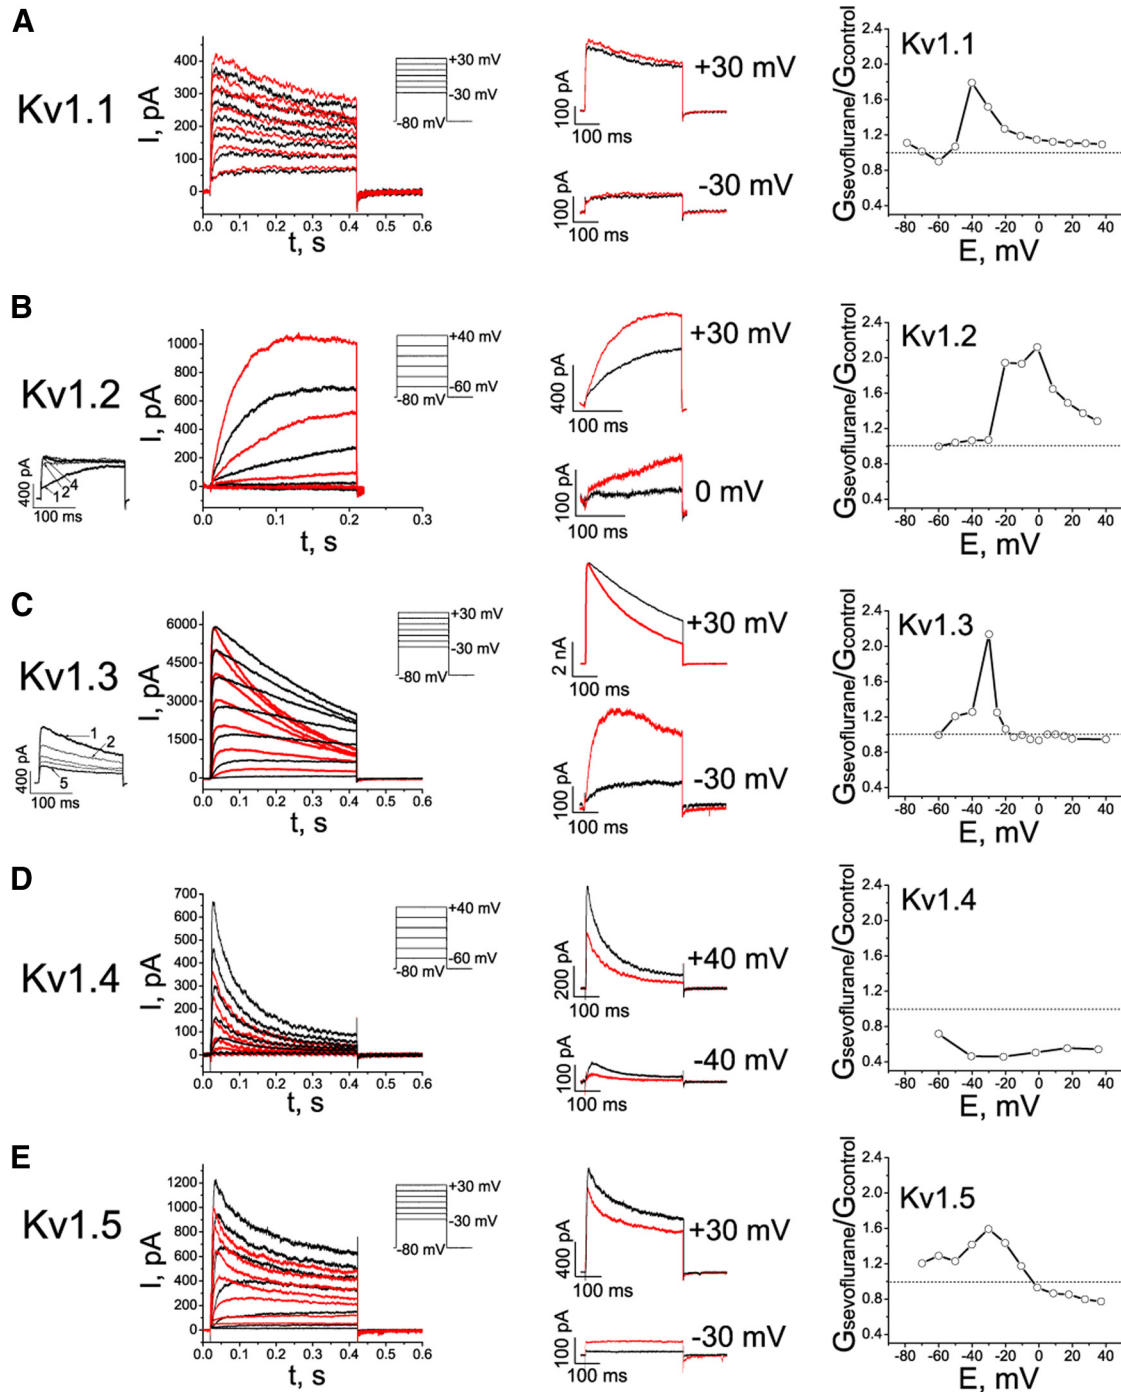 A
Kv1.1
I, pA
400
300
200
100
0
0.0 0.1 0.2 0.3 0.4 0.5 0.6
t, s
+30 mV
-30 mV
-80 mV
100 pA
100 ms
+30 mV
100 pA
100 ms
-30 mV
Gsevoflurane/Gcontrol
Kv1.1
2.4
2.0
1.6
1.2
0.8
0.4
-80 -60 -40 -20 0 20 40
E, mV
B
Kv1.2
400 pA
1 2 4
100 ms
I, pA
1000
800
600
400
200
0
0.0 0.1 0.2 0.3
t, s
+40 mV
-60 mV
-80 mV
400 pA
100 ms
+30 mV
100 pA
100 ms
0 mV
Gsevoflurane/Gcontrol
Kv1.2
2.4
2.0
1.6
1.2
0.8
0.4
-80 -60 -40 -20 0 20 40
E, mV
C
Kv1.3
400 pA
1
2
5
100 ms
I, pA
6000
4500
3000
1500
0
0.0 0.1 0.2 0.3 0.4 0.5 0.6
t, s
+30 mV
-30 mV
-80 mV
2 nA
100 ms
+30 mV
100 pA
100 ms
-30 mV
Gsevoflurane/Gcontrol
Kv1.3
2.4
2.0
1.6
1.2
0.8
0.4
-80 -60 -40 -20 0 20 40
E, mV
D
Kv1.4
I, pA
700
600
500
400
300
200
100
0
0.0 0.1 0.2 0.3 0.4 0.5 0.6
t, s
+40 mV
-60 mV
-80 mV
200 pA
100 ms
+40 mV
100 pA
100 ms
-40 mV
Gsevoflurane/Gcontrol
Kv1.4
2.4
2.0
1.6
1.2
0.8
0.4
-80 -60 -40 -20 0 20 40
E, mV
E
Kv1.5
I, pA
1200
1000
800
600
400
200
0
0.0 0.1 0.2 0.3 0.4 0.5 0.6
t, s
+30 mV
-30 mV
-80 mV
400 pA
100 ms
+30 mV
100 pA
100 ms
-30 mV
Gsevoflurane/Gcontrol
Kv1.5
2.4
2.0
1.6
1.2
0.8
0.4
-80 -60 -40 -20 0 20 40
E, mV